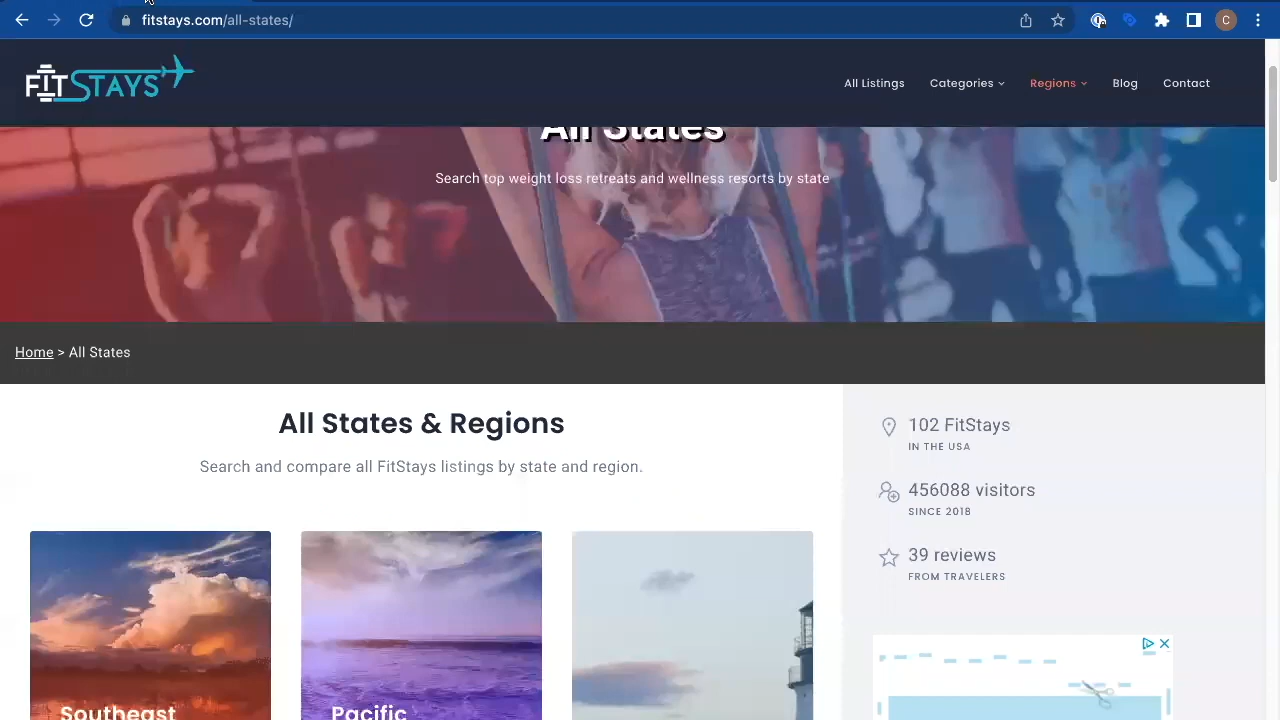 fitstays.com/all-states/
C
FITSTAYS
All Listings
Categories
Regions
Blog
Contact
All States
Search top weight loss retreats and wellness resorts by state
Home > All States
All States & Regions
Search and compare all FitStays listings by state and region.
102 FitStays
IN THE USA
456088 visitors
SINCE 2018
39 reviews
FROM TRAVELERS
Southeast
Pacific